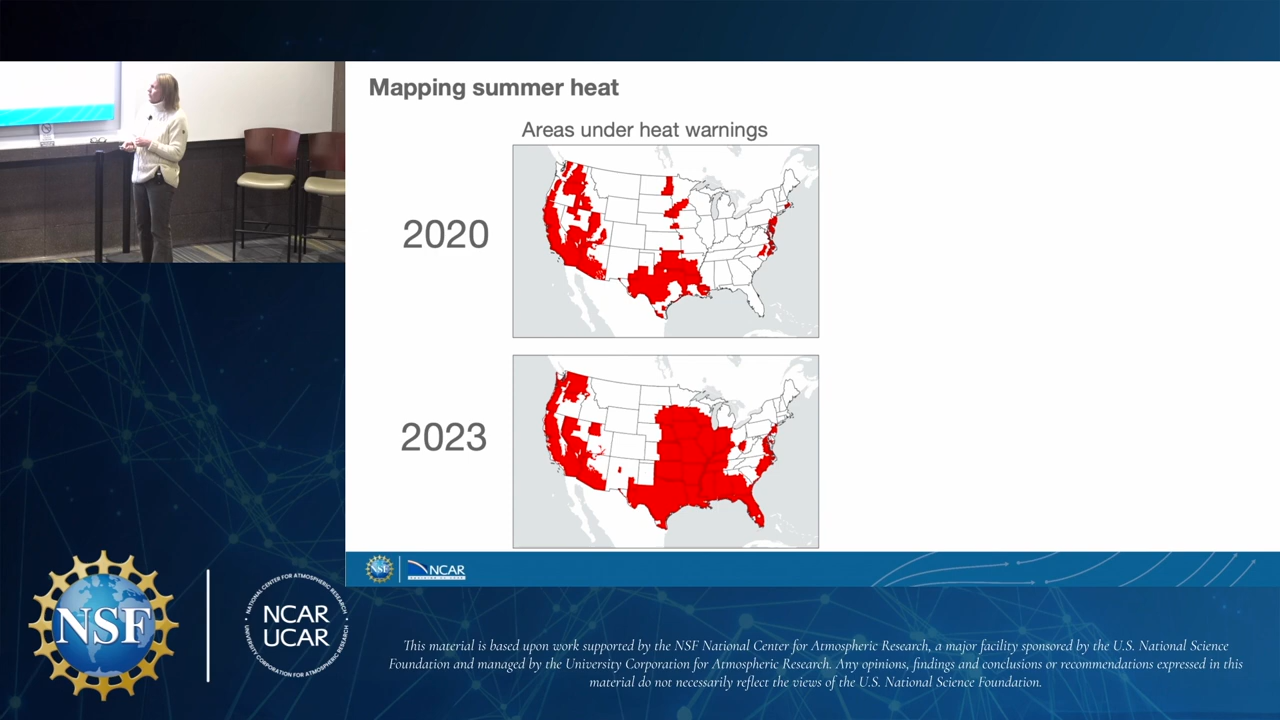 Mapping summer heat
Areas under heat warnings
2020
2023
NCAR
NSF
NATIONAL CENTER FOR ATMOSPHERIC RESEARCH
NCAR
UCAR
UNIVERSITY CORPORATION FOR ATMOSPHERIC RESEARCH
This material is based upon work supported by the NSF National Center for Atmospheric Research, a major facility sponsored by the U.S. National Science
Foundation and managed by the University Corporation for Atmospheric Research. Any opinions, findings and conclusions or recommendations expressed in this
material do not necessarily reflect the views of the U.S. National Science Foundation.